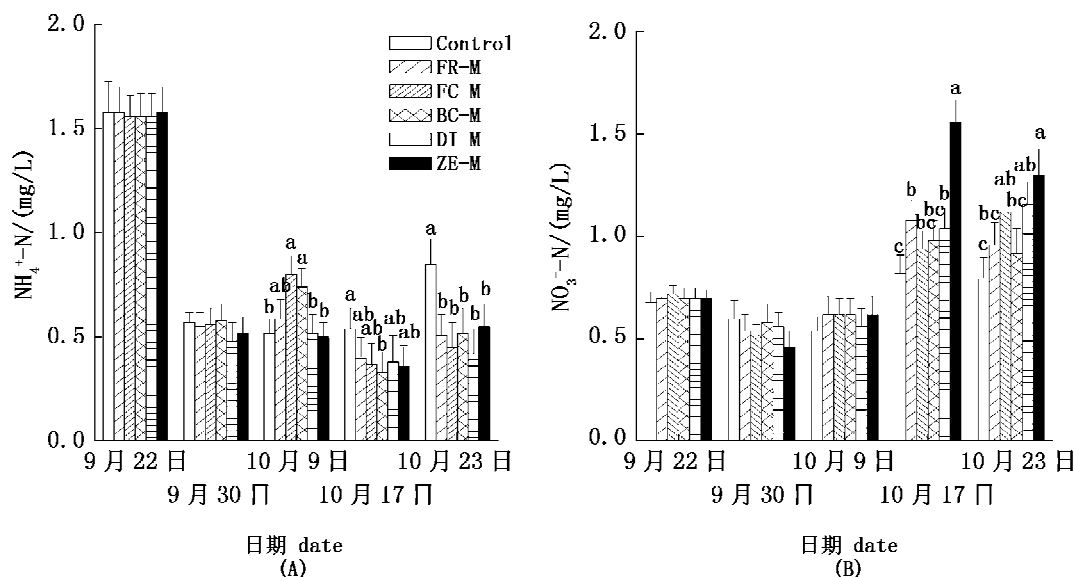 2.0
1.5
1.0
0.5
0.0
NH4+-N/(mg/L)
Control
FR-M
FC M
BC-M
DT M
ZE-M
b b a a b b
a ab ab b ab ab
a b b b b b
9月22日 10月9日 10月23日
9月30日 10月17日
日期 date
(A)
2.0
1.5
1.0
0.5
0.0
NO3--N/(mg/L)
c b bc bc b a
c bc ab bc ab a
9月22日 10月9日 10月23日
9月30日 10月17日
日期 date
(B)